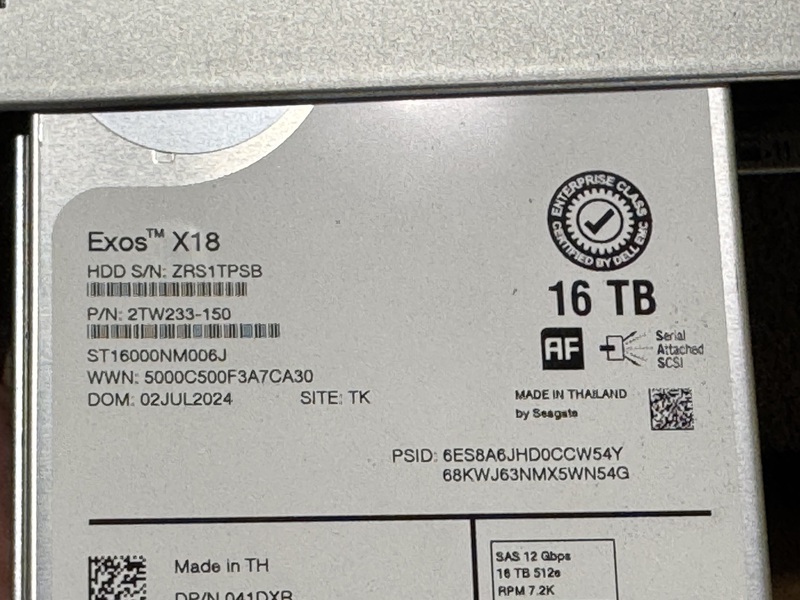 Exos™ X18
HDD S/N: ZRS1TPSB
P/N: 2TW233-150
ST16000NM006J
WWN: 5000C500F3A7CA30
DOM: 02JUL2024 SITE: TK
ENTERPRISE CLASS
CERTIFIED BY DELL EMC
16 TB
AF
Serial
Attached
SCSI
MADE IN THAILAND
by Seagate
PSID: 6ES8A6JHD0CCW54Y
68KWJ63NMX5WN54G
Made in TH
DP/N 041DXR
SAS 12 Gbps
16 TB 512e
RPM 7.2K